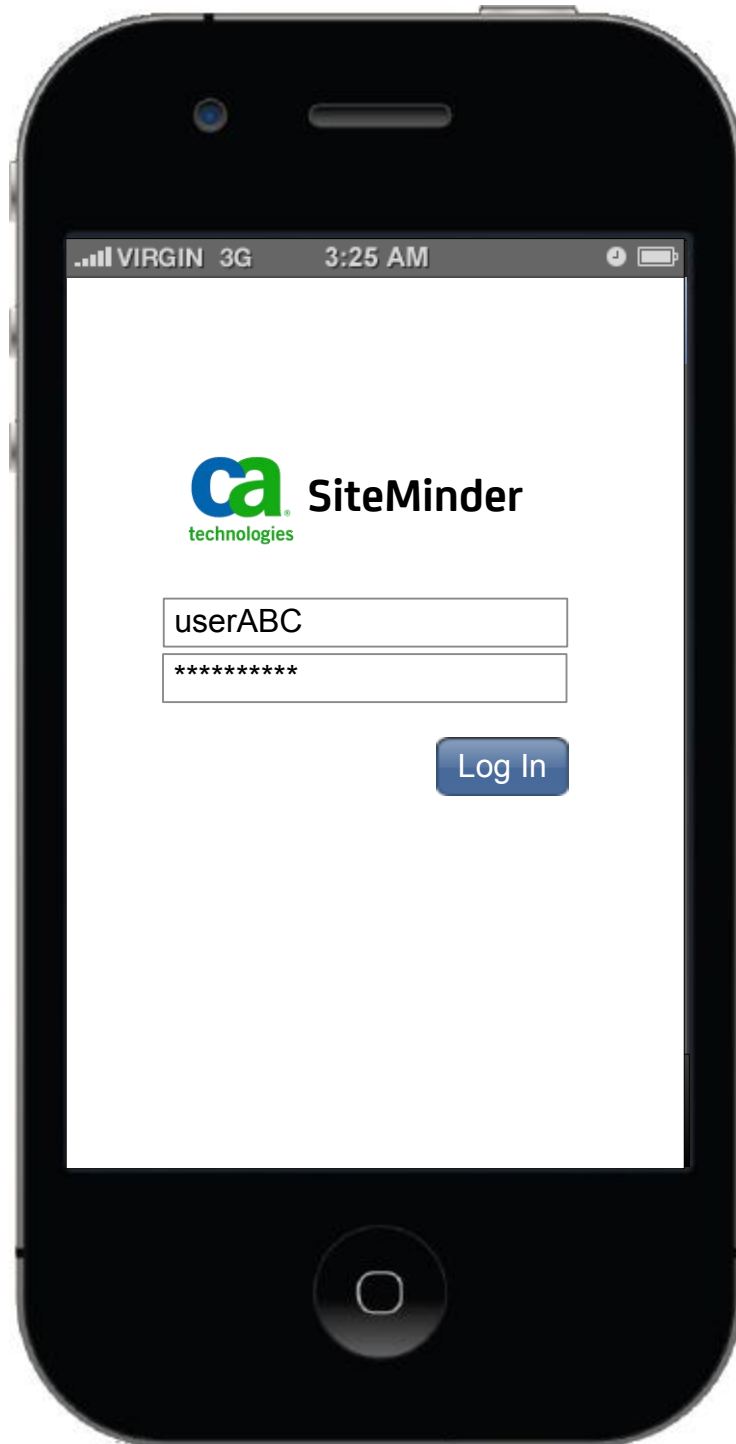 VIRGIN 3G 3:25 AM
ca SiteMinder
technologies
userABC
**********
Log In